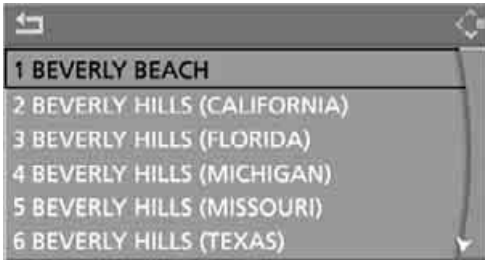 1 BEVERLY BEACH
2 BEVERLY HILLS (CALIFORNIA)
3 BEVERLY HILLS (FLORIDA)
4 BEVERLY HILLS (MICHIGAN)
5 BEVERLY HILLS (MISSOURI)
6 BEVERLY HILLS (TEXAS)